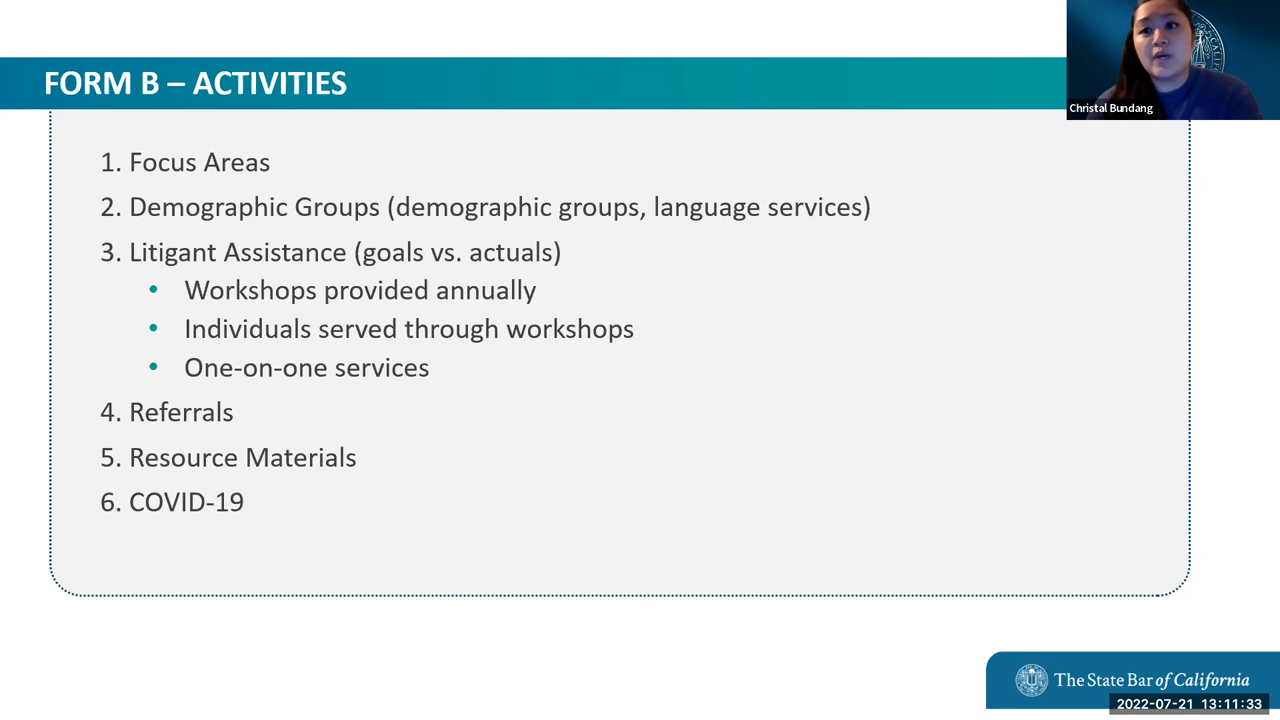 FORM B – ACTIVITIES
Christal Bundang
1. Focus Areas
2. Demographic Groups (demographic groups, language services)
3. Litigant Assistance (goals vs. actuals)
• Workshops provided annually
• Individuals served through workshops
• One-on-one services
4. Referrals
5. Resource Materials
6. COVID-19
The State Bar of California
2022-07-21 13:11:33